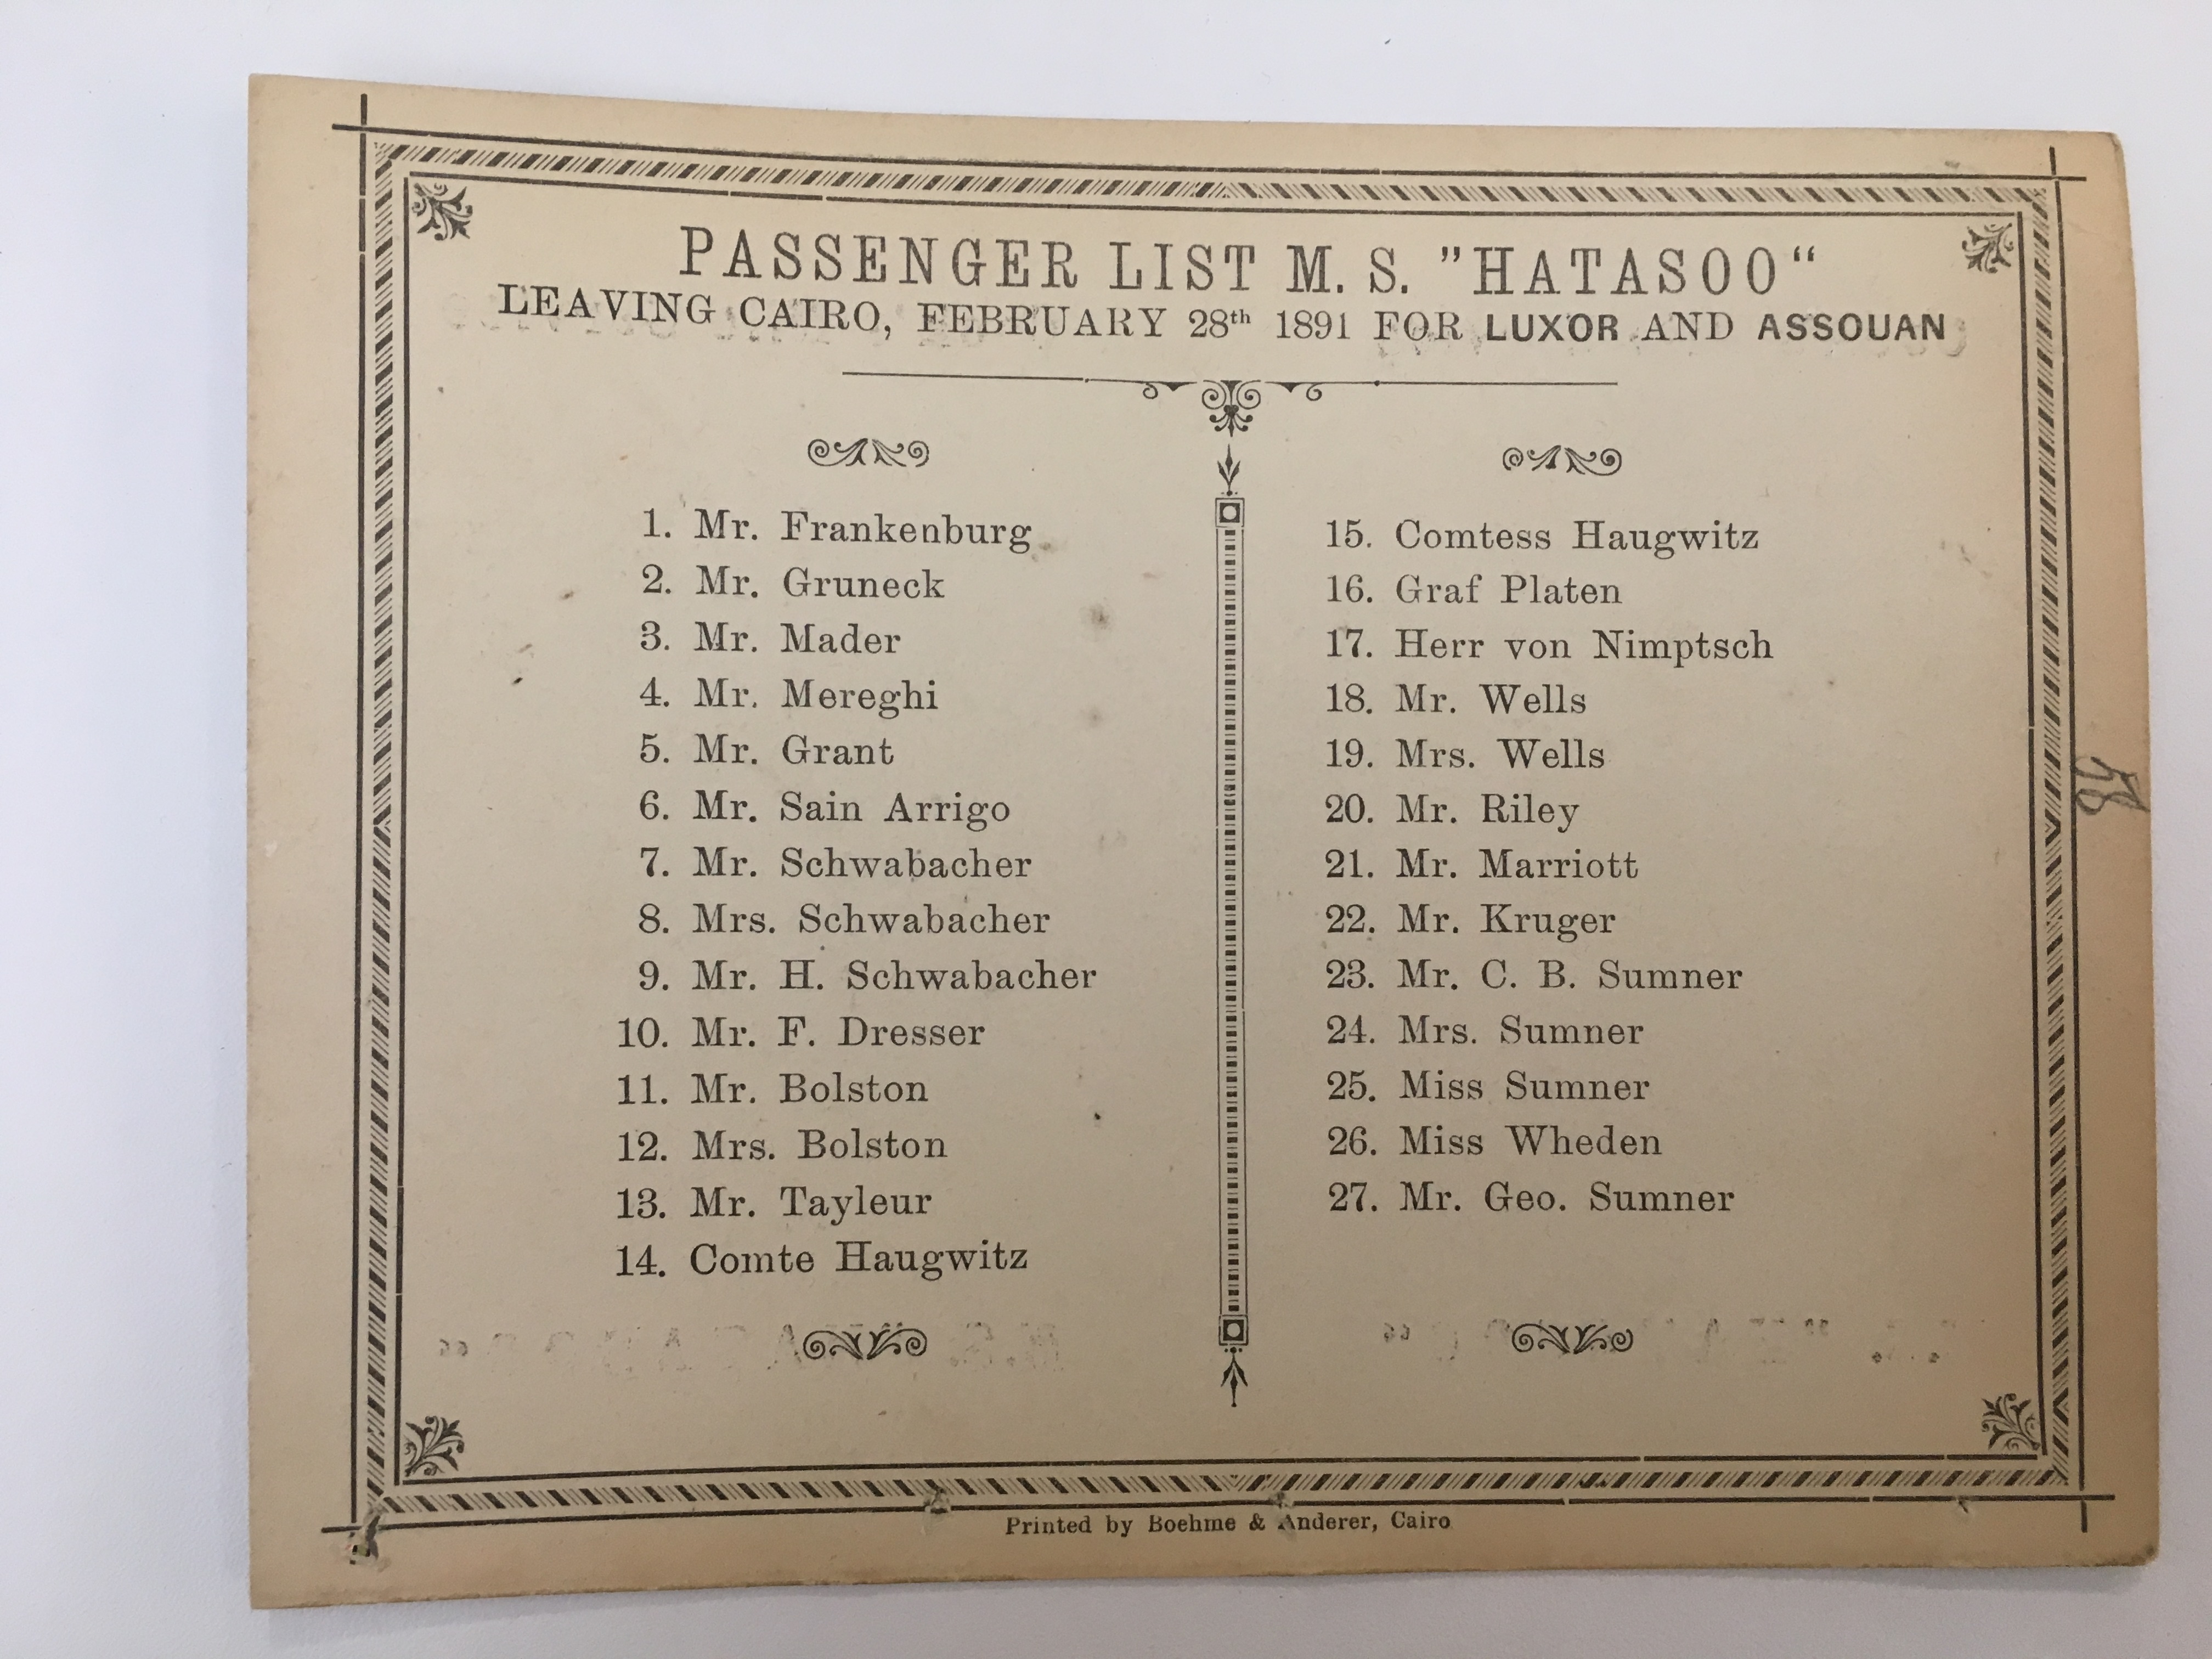 PASSENGER LIST M. S. "HATASOO"
LEAVING CAIRO, FEBRUARY 28th 1891 FOR LUXOR AND ASSOUAN
1. Mr. Frankenburg
2. Mr. Gruneck
3. Mr. Mader
4. Mr. Mereghi
5. Mr. Grant
6. Mr. Sain Arrigo
7. Mr. Schwabacher
8. Mrs. Schwabacher
9. Mr. H. Schwabacher
10. Mr. F. Dresser
11. Mr. Bolston
12. Mrs. Bolston
13. Mr. Tayleur
14. Comte Haugwitz
15. Comtess Haugwitz
16. Graf Platen
17. Herr von Nimptsch
18. Mr. Wells
19. Mrs. Wells
20. Mr. Riley
21. Mr. Marriott
22. Mr. Kruger
23. Mr. C. B. Sumner
24. Mrs. Sumner
25. Miss Sumner
26. Miss Wheden
27. Mr. Geo. Sumner
Printed by Boehme & Anderer, Cairo